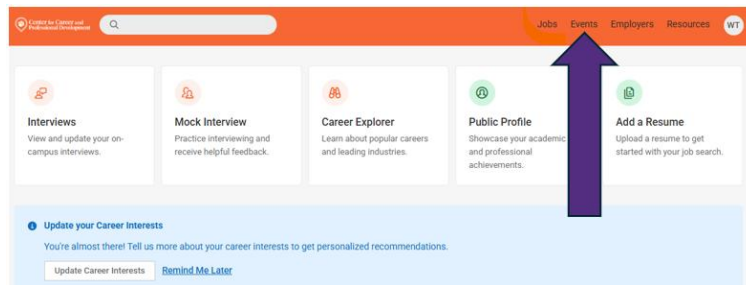 Center for Career and
Professional Development
Jobs Events Employers Resources WT
Interviews
View and update your on-
campus interviews.
Mock Interview
Practice interviewing and
receive helpful feedback.
Career Explorer
Learn about popular careers
and leading industries.
Public Profile
Showcase your academic
and professional
achievements.
Add a Resume
Upload a resume to get
started with your job search.
Update your Career Interests
You're almost there! Tell us more about your career interests to get personalized recommendations.
Update Career Interests Remind Me Later